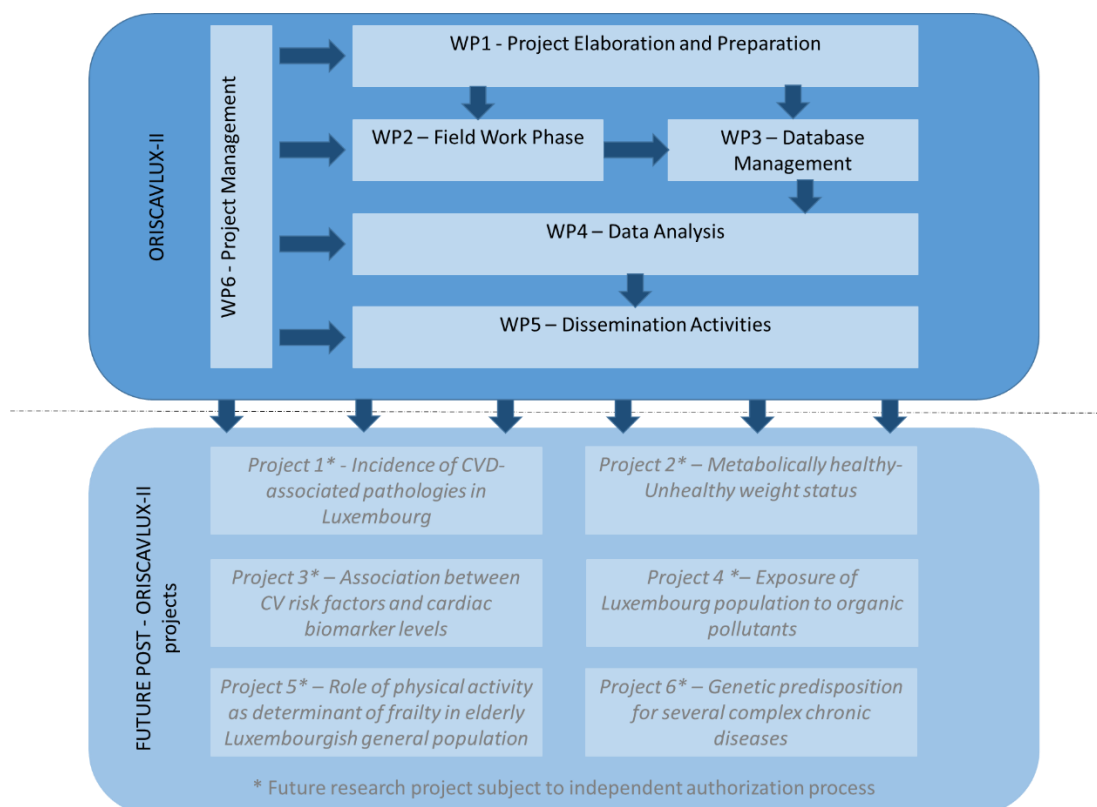 ORISCAVLUX-II
WP6 - Project Management
WP1 - Project Elaboration and Preparation
WP2 – Field Work Phase
WP3 – Database
Management
WP4 – Data Analysis
WP5 – Dissemination Activities
FUTURE POST - ORISCAVLUX-II
projects
Project 1* - Incidence of CVD-
associated pathologies in
Luxembourg
Project 2* – Metabolically healthy-
Unhealthy weight status
Project 3* – Association between
CV risk factors and cardiac
biomarker levels
Project 4 *– Exposure of
Luxembourg population to organic
pollutants
Project 5* – Role of physical activity
as determinant of frailty in elderly
Luxembourgish general population
Project 6* – Genetic predisposition
for several complex chronic
diseases
* Future research project subject to independent authorization process